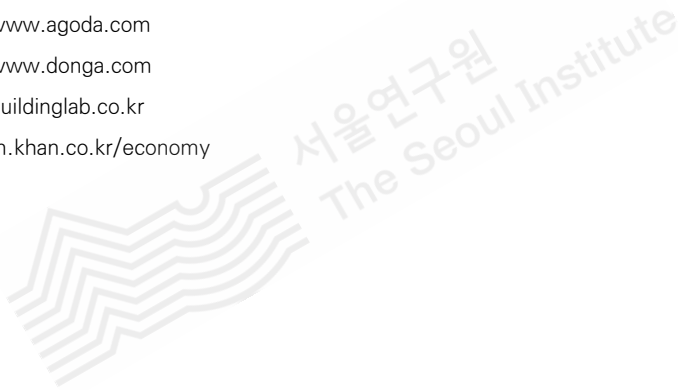 www.agoda.com
www.donga.com
uildinglab.co.kr
n.khan.co.kr/economy
서울연구원
The Seoul Institute